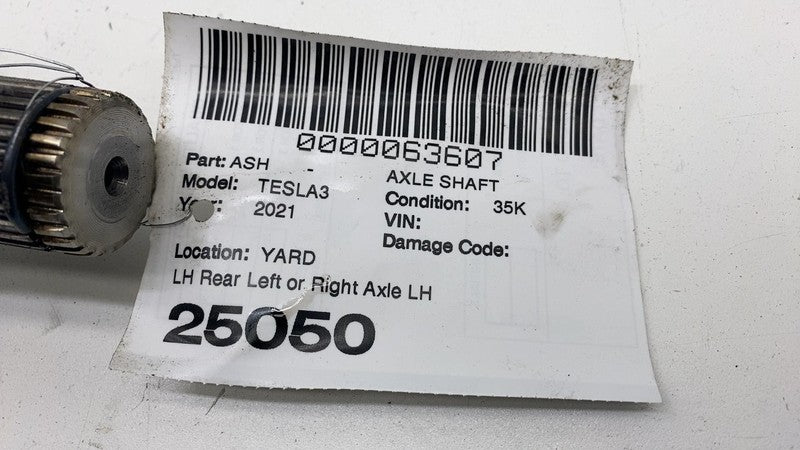 0000063607
Part: ASH - AXLE SHAFT
Model: TESLA3 Condition: 35K
Year: 2021 VIN:
Damage Code:
Location: YARD
LH Rear Left or Right Axle LH
25050